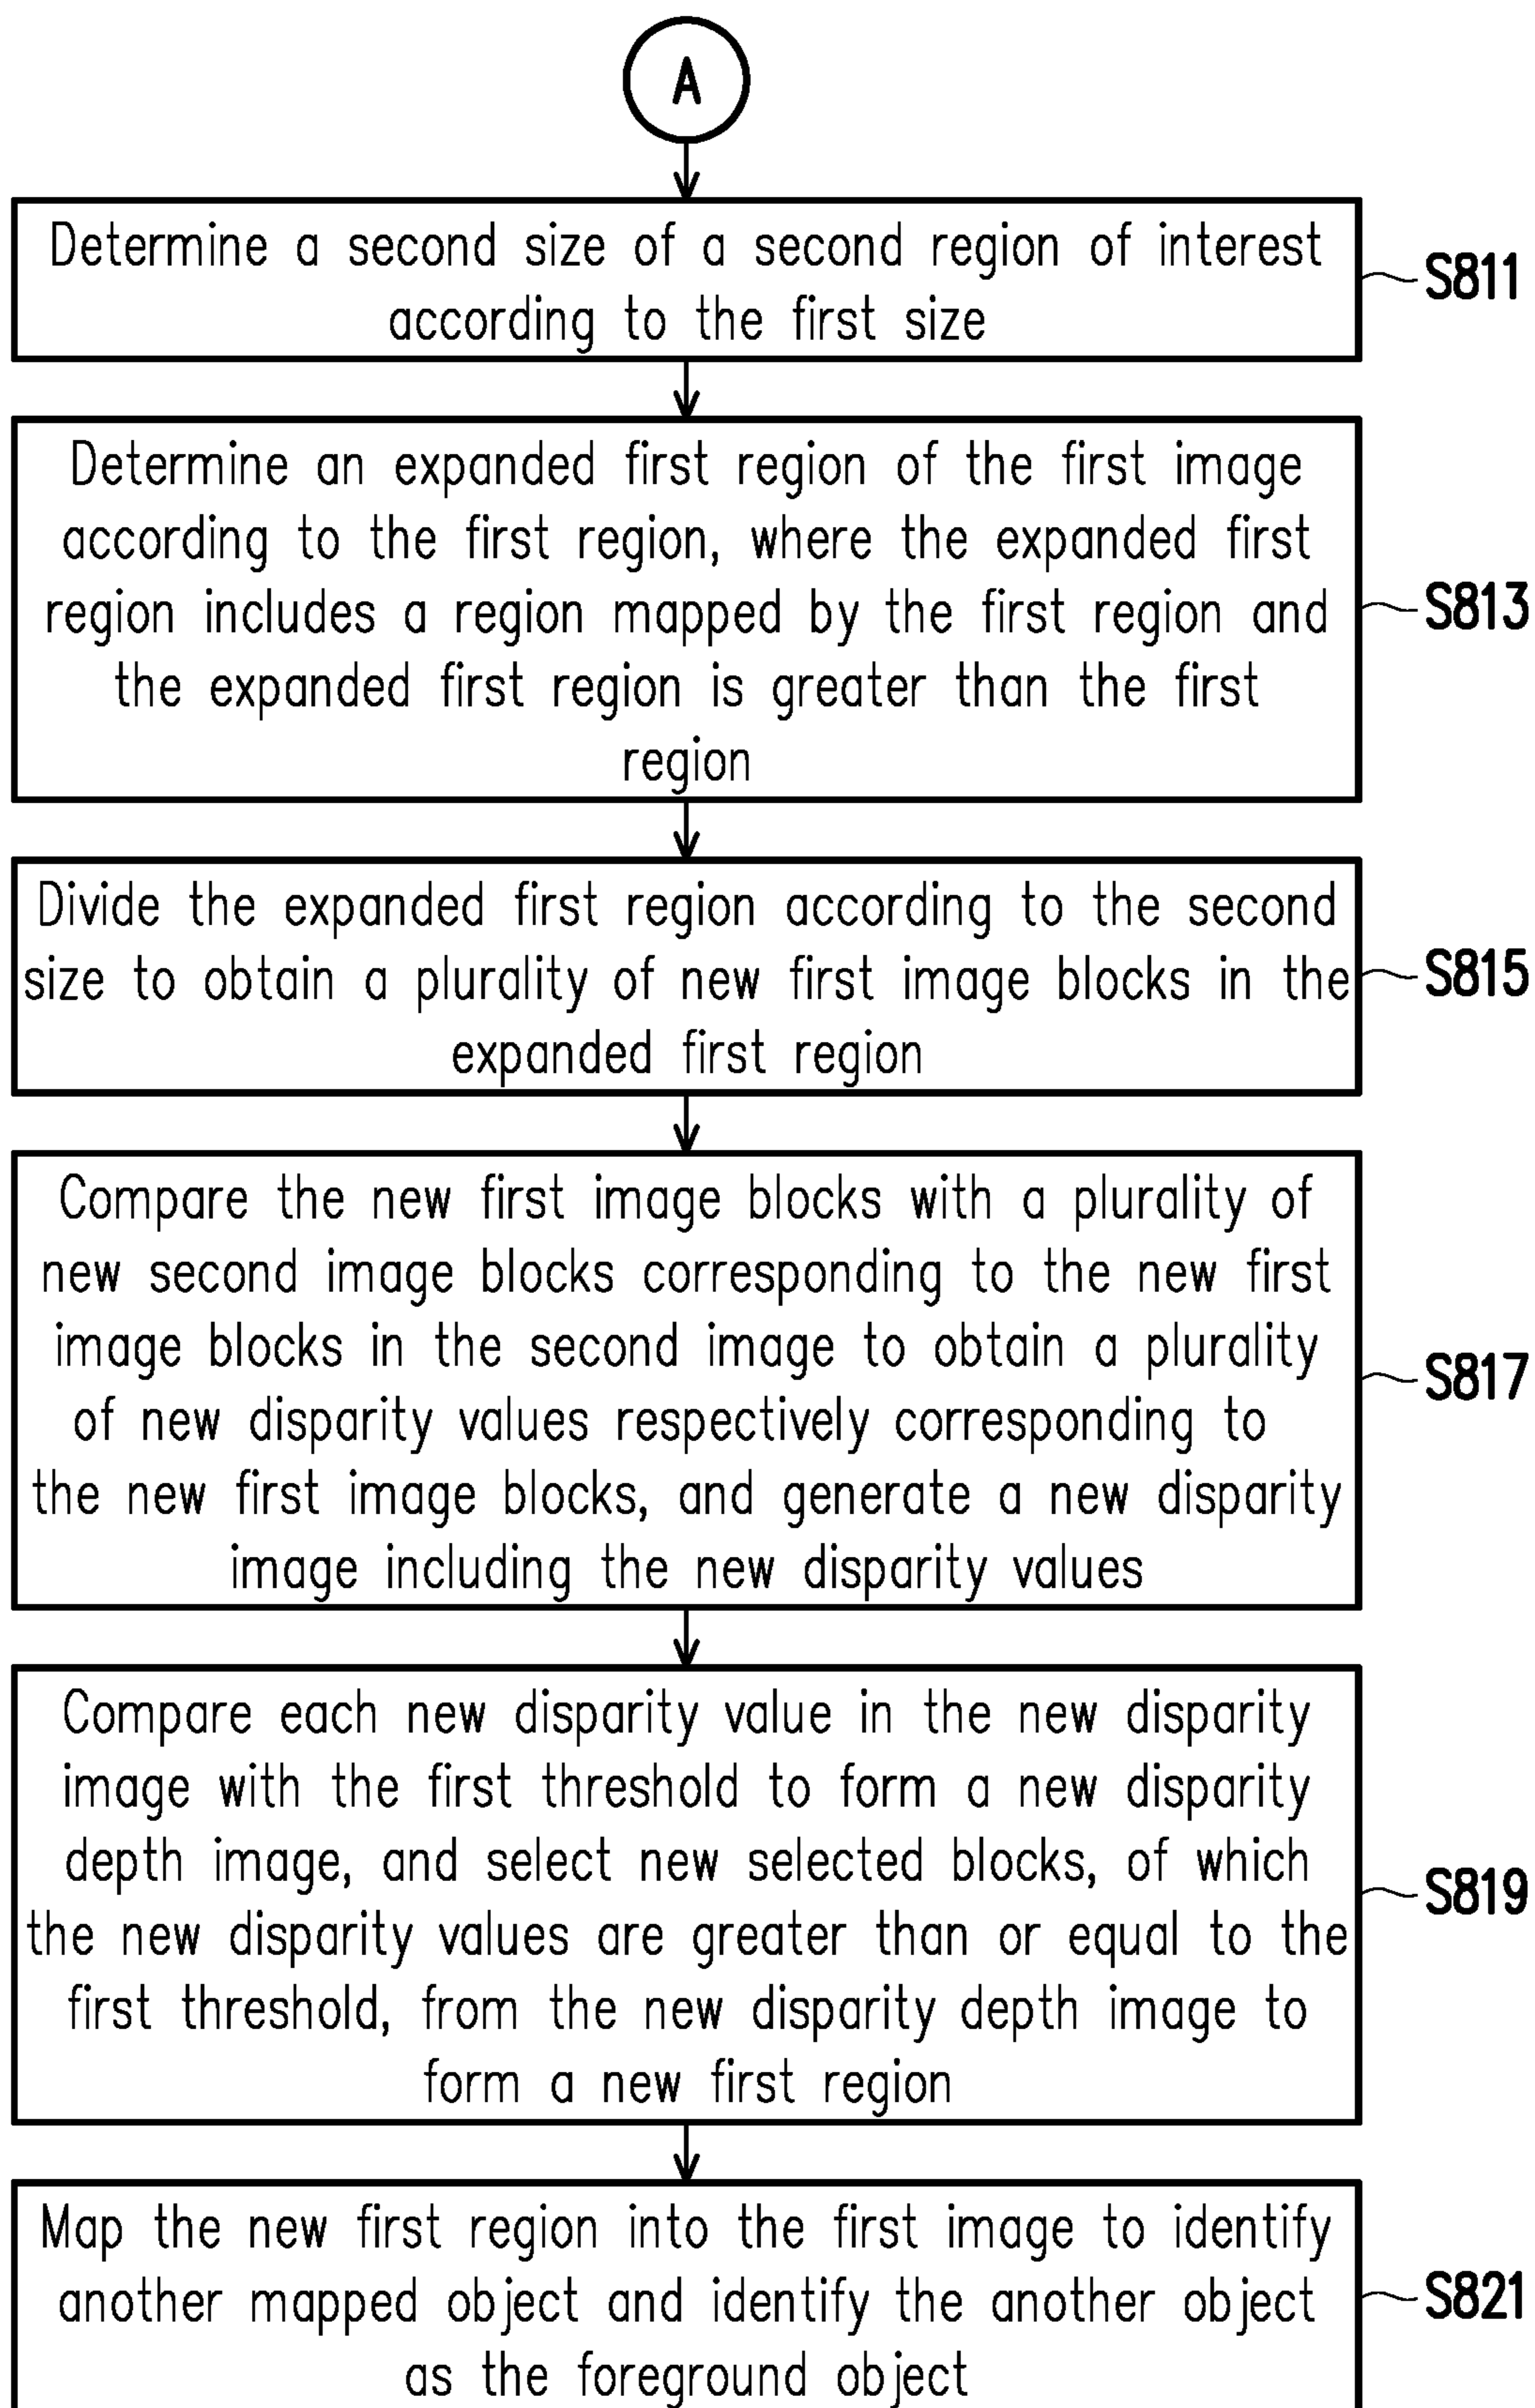 A
Determine a second size of a second region of interest
according to the first size
S811
Determine an expanded first region of the first image
according to the first region, where the expanded first
region includes a region mapped by the first region and
the expanded first region is greater than the first
region
S813
Divide the expanded first region according to the second
size to obtain a plurality of new first image blocks in the
expanded first region
S815
Compare the new first image blocks with a plurality of
new second image blocks corresponding to the new first
image blocks in the second image to obtain a plurality
of new disparity values respectively corresponding to
the new first image blocks, and generate a new disparity
image including the new disparity values
S817
Compare each new disparity value in the new disparity
image with the first threshold to form a new disparity
depth image, and select new selected blocks, of which
the new disparity values are greater than or equal to the
first threshold, from the new disparity depth image to
form a new first region
S819
Map the new first region into the first image to identify
another mapped object and identify the another object
as the foreground object
S821